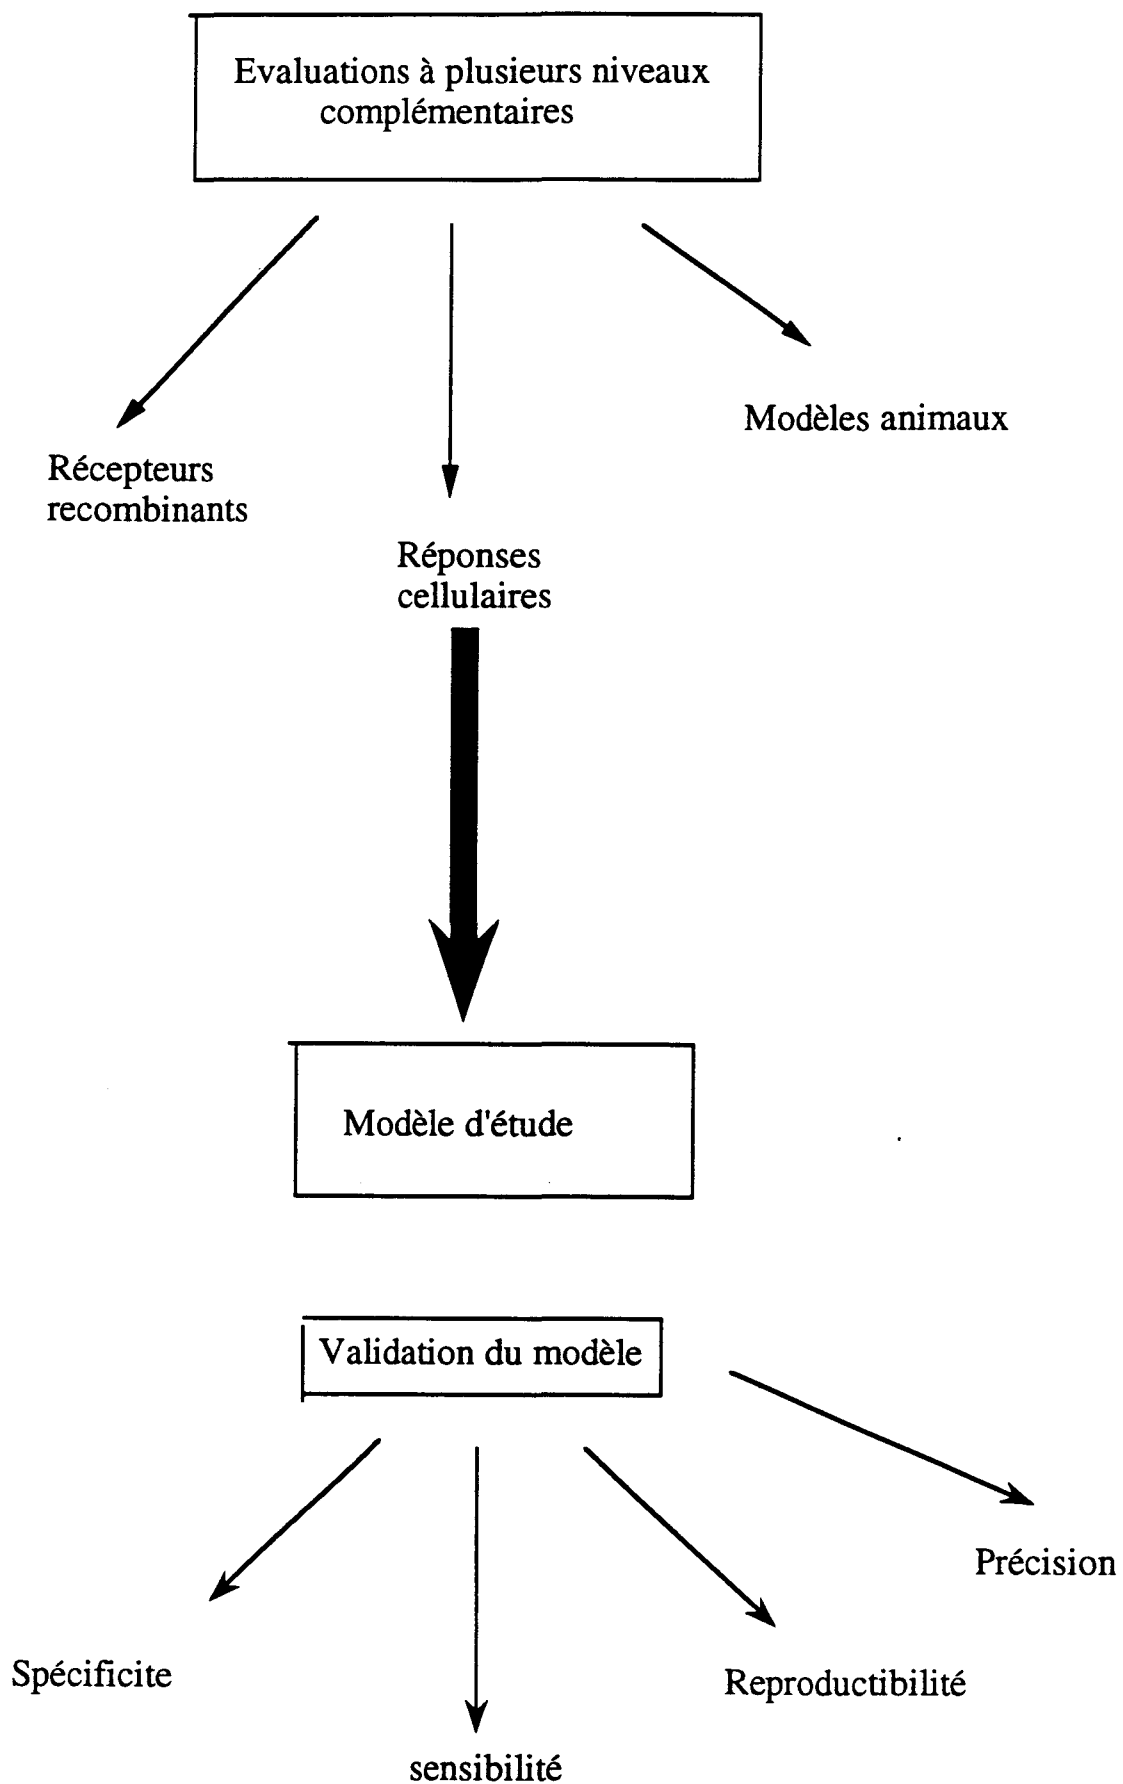 Evaluations à plusieurs niveaux
complémentaires
Modèles animaux
Récepteurs
recombinants
Réponses
cellulaires
Modèle d'étude
Validation du modèle
Précision
Spécificite
Reproductibilité
sensibilité